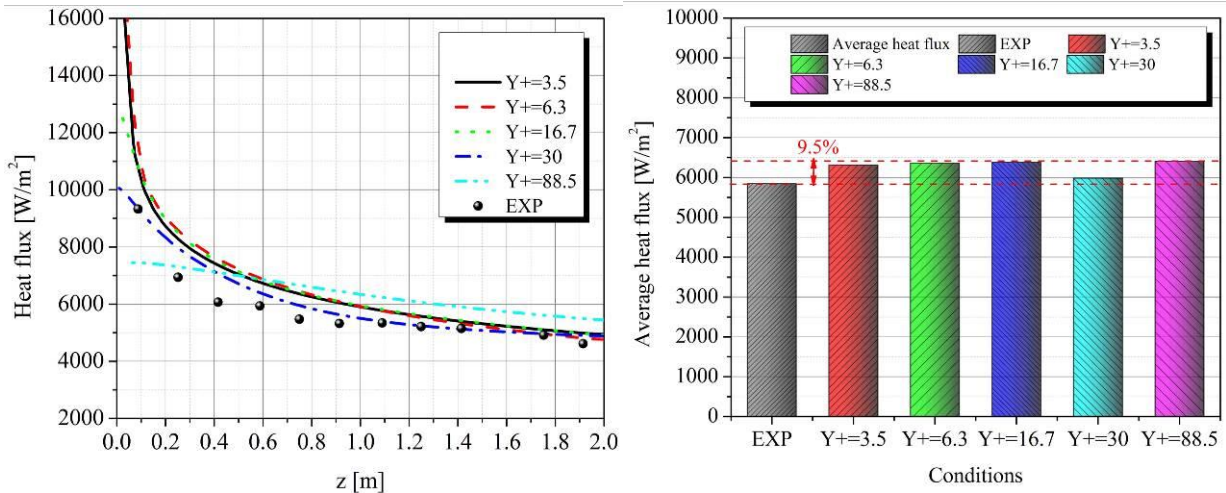 16000
14000
12000
10000
8000
6000
4000
2000
Heat flux [W/m²]
Y+=3.5
Y+=6.3
Y+=16.7
Y+=30
Y+=88.5
EXP
0.0 0.2 0.4 0.6 0.8 1.0 1.2 1.4 1.6 1.8 2.0
z [m]
10000
9000
8000
7000
6000
5000
4000
3000
2000
1000
0
Average heat flux [W/m²]
Average heat flux EXP Y+=3.5
Y+=6.3 Y+=16.7 Y+=30
Y+=88.5
9.5%
EXP Y+=3.5 Y+=6.3 Y+=16.7 Y+=30 Y+=88.5
Conditions